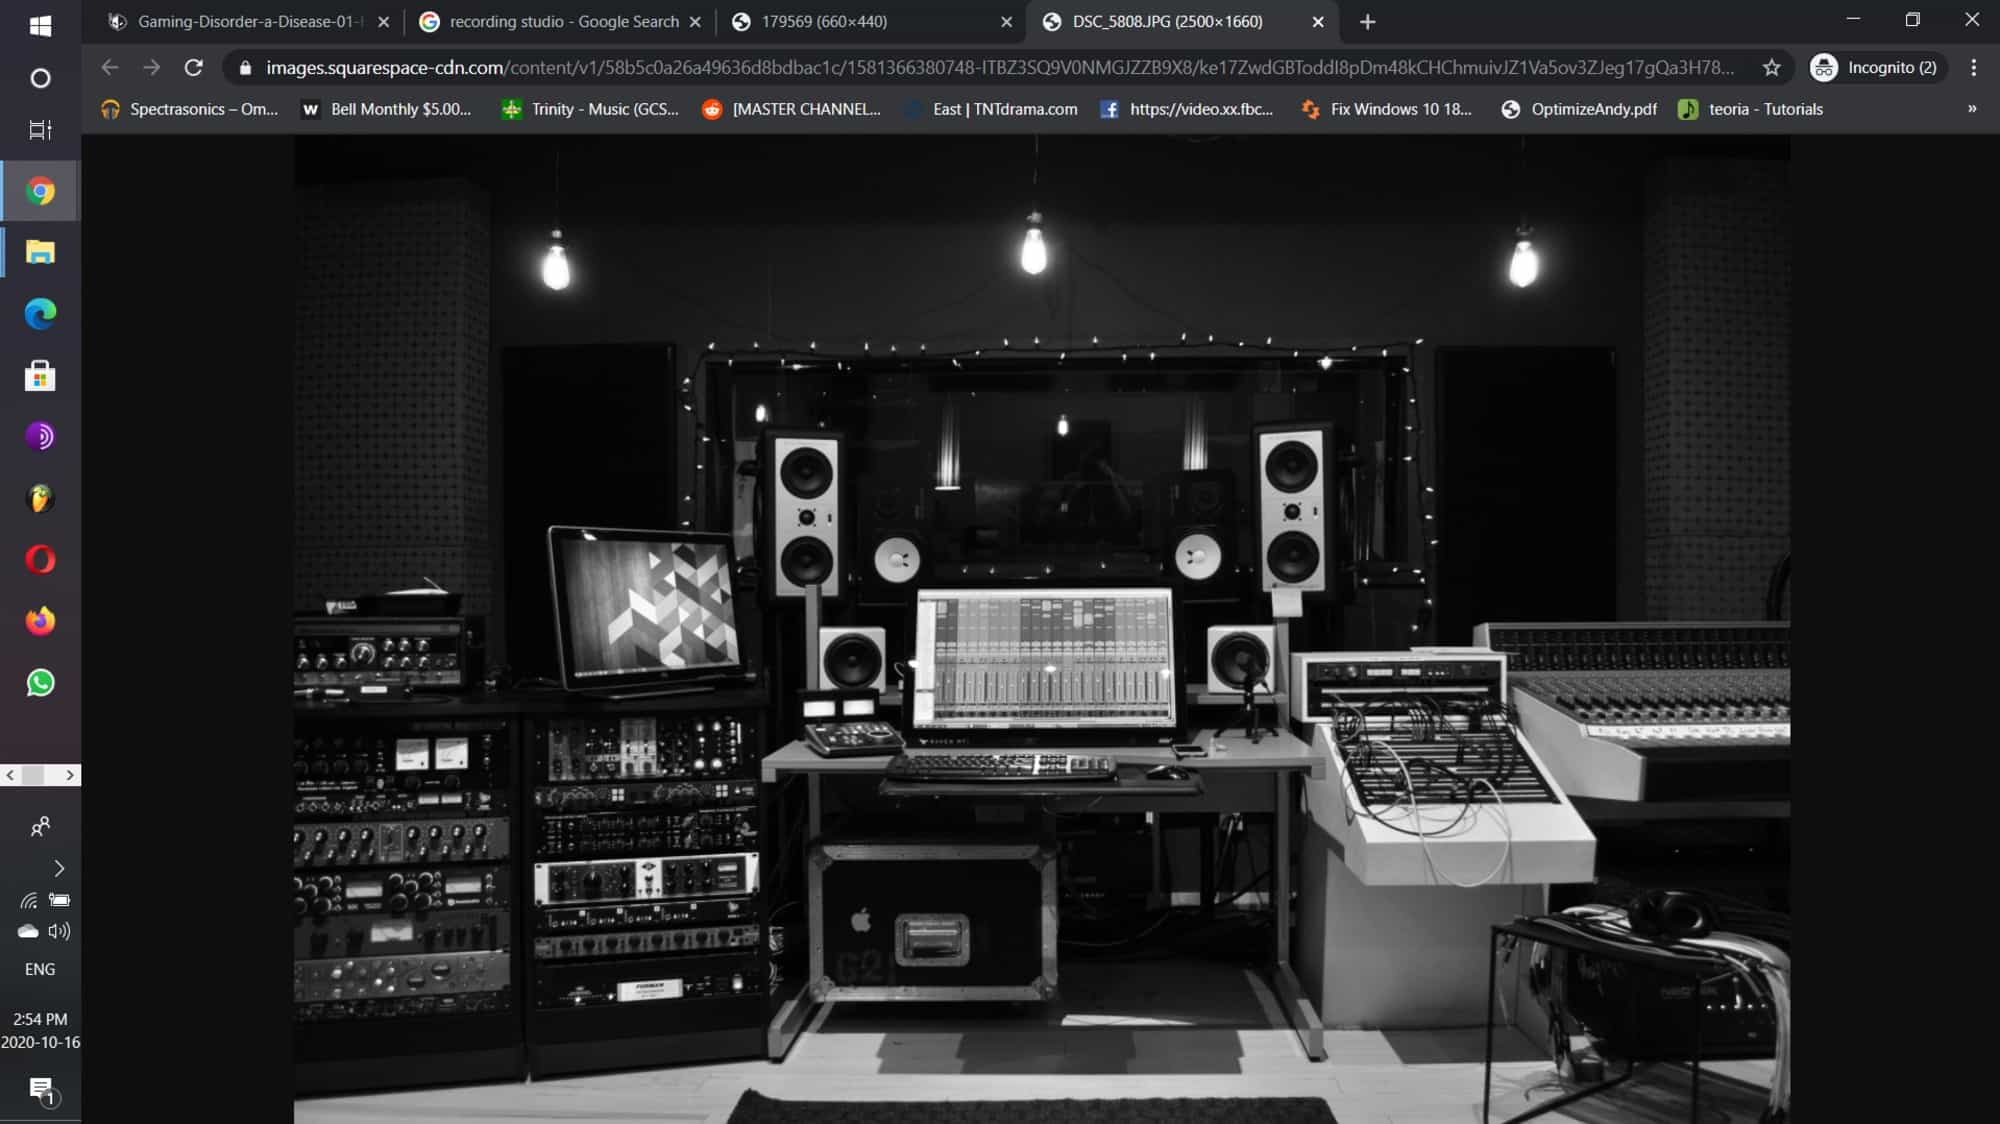 Gaming-Disorder-a-Disease-01-
recording studio - Google Search
179569 (660×440)
DSC_5808.JPG (2500×1660)
images.squarespace-cdn.com/content/v1/58b5c0a26a49636d8bdbac1c/1581366380748-ITBZ3SQ9V0NMGJZZB9X8/ke17ZwdGBToddI8pDm48kCHChmuivJZ1Va5ov3ZJeg17gQa3H78...
Incognito (2)
Spectrasonics – Om...
W Bell Monthly $5.00...
Trinity - Music (GCS...
[MASTER CHANNEL...
East | TNTdrama.com
https://video.xx.fbc...
Fix Windows 10 18...
OptimizeAndy.pdf
teoria - Tutorials
»
G2
FURMAN
ENG
2:54 PM
2020-10-16
1